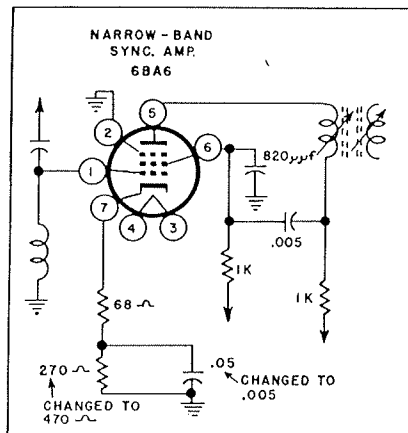 NARROW-BAND
SYNC. AMP.
6BA6
5
2
6
1
7
4
3
820μμf
.005
1K
1K
68 Ω
270 Ω
CHANGED TO
470 Ω
.05
CHANGED TO
.005